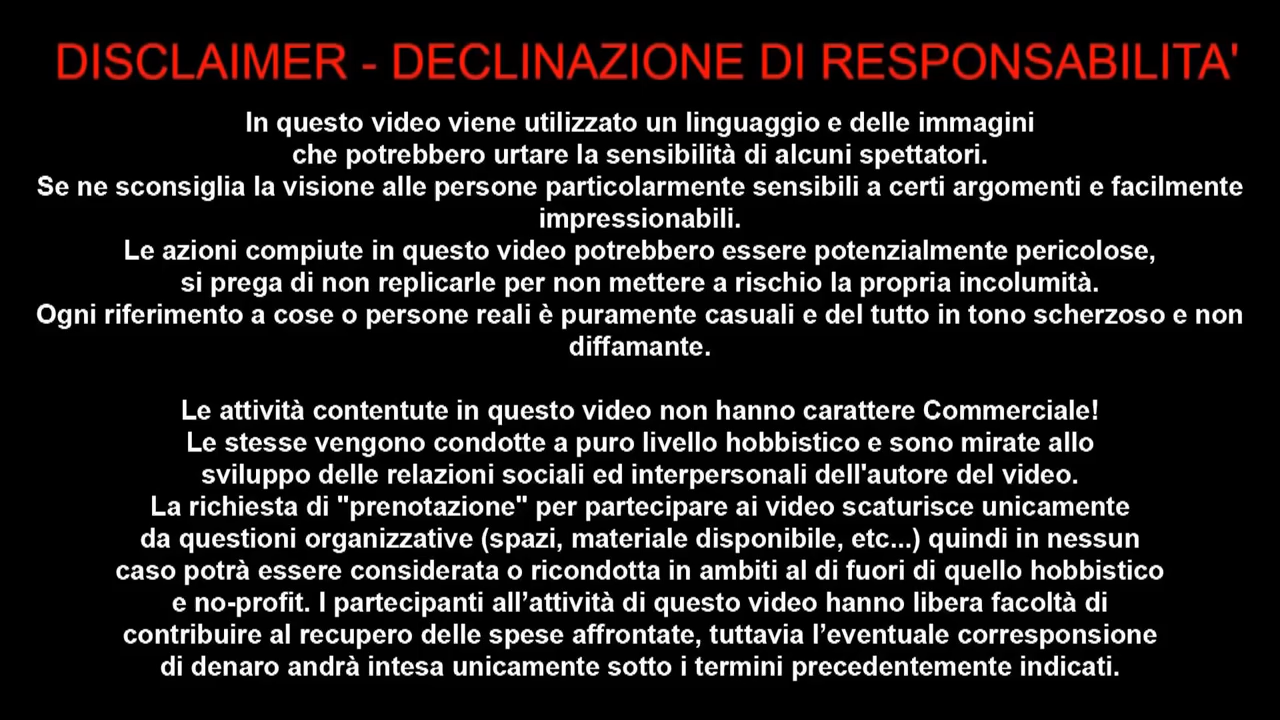 DISCLAIMER - DECLINAZIONE DI RESPONSABILITA'
In questo video viene utilizzato un linguaggio e delle immagini
che potrebbero urtare la sensibilità di alcuni spettatori.
Se ne sconsiglia la visione alle persone particolarmente sensibili a certi argomenti e facilmente
impressionabili.
Le azioni compiute in questo video potrebbero essere potenzialmente pericolose,
si prega di non replicarle per non mettere a rischio la propria incolumità.
Ogni riferimento a cose o persone reali è puramente casuali e del tutto in tono scherzoso e non
diffamante.
Le attività contentute in questo video non hanno carattere Commerciale!
Le stesse vengono condotte a puro livello hobbistico e sono mirate allo
sviluppo delle relazioni sociali ed interpersonali dell'autore del video.
La richiesta di "prenotazione" per partecipare ai video scaturisce unicamente
da questioni organizzative (spazi, materiale disponibile, etc...) quindi in nessun
caso potrà essere considerata o ricondotta in ambiti al di fuori di quello hobbistico
e no-profit. I partecipanti all’attività di questo video hanno libera facoltà di
contribuire al recupero delle spese affrontate, tuttavia l’eventuale corresponsione
di denaro andrà intesa unicamente sotto i termini precedentemente indicati.